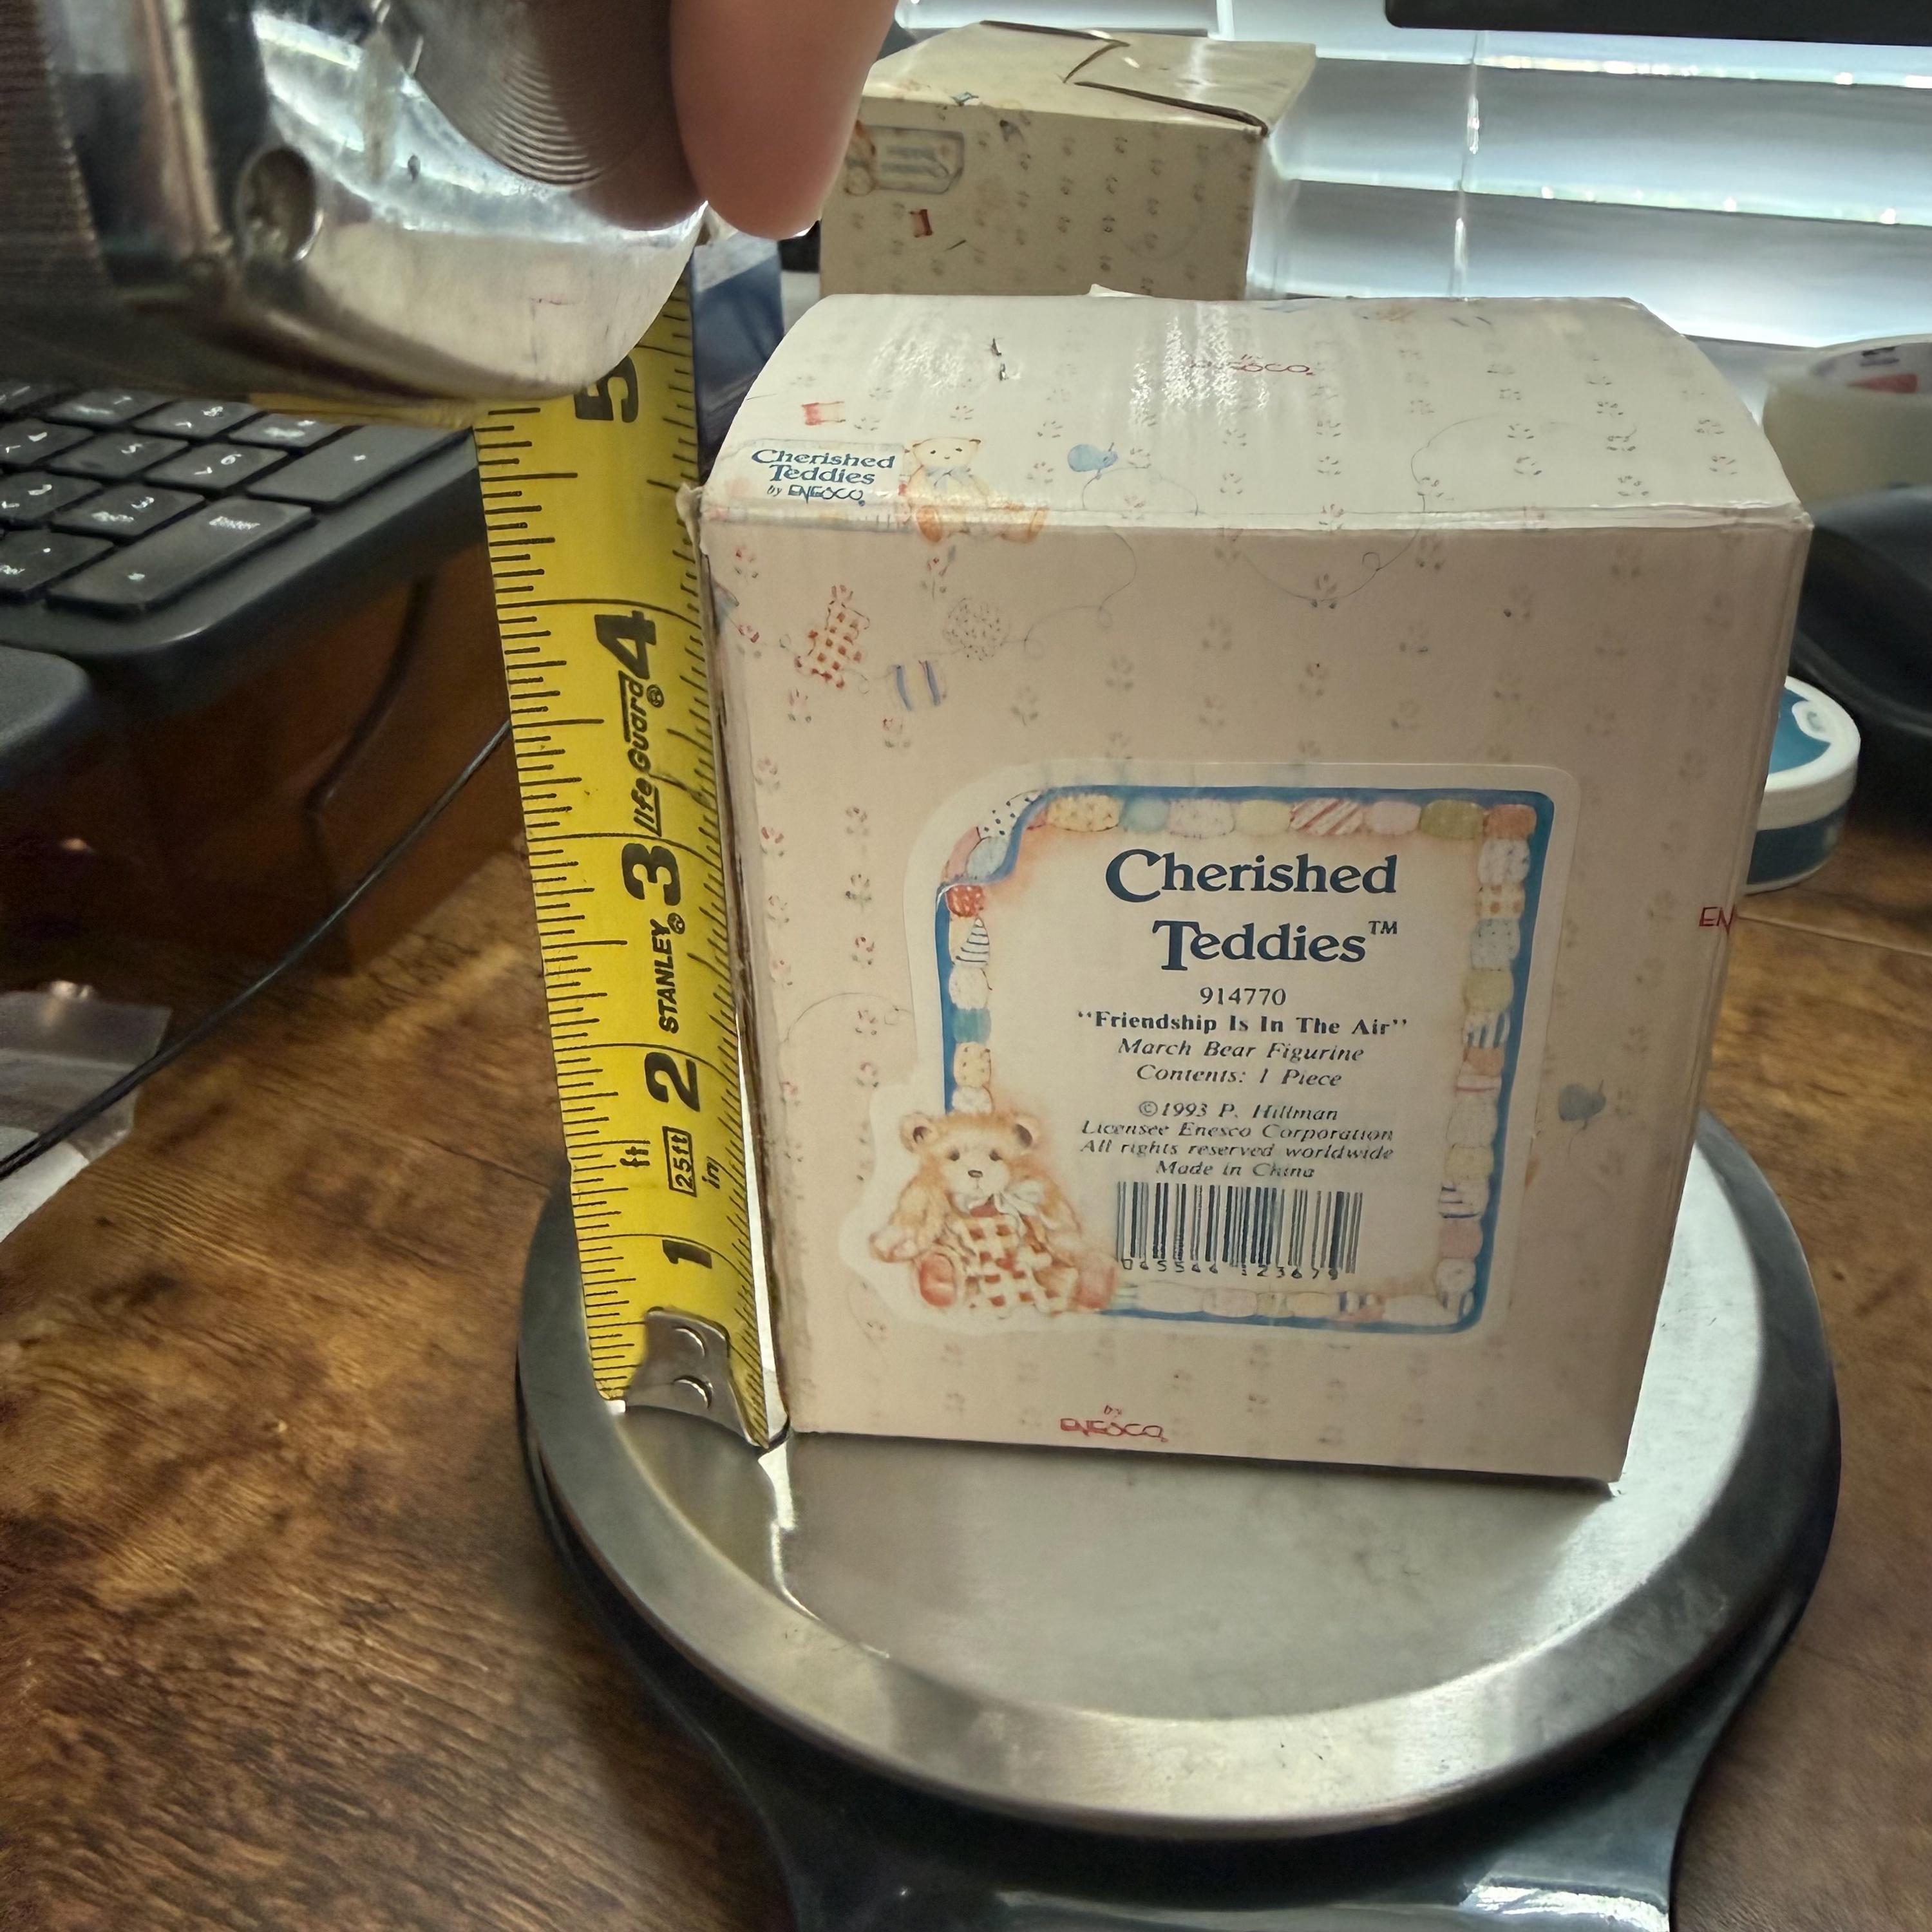 by
ENESCO
Cherished
Teddies
by ENESCO
5
4
life Guard
3
STANLEY
2
ft
25ft
in
1
Cherished
Teddies™
914770
"Friendship Is In The Air"
March Bear Figurine
Contents: 1 Piece
©1993 P. Hillman
Licensee Enesco Corporation
All rights reserved worldwide
Made in China
EN
by
ENESCO